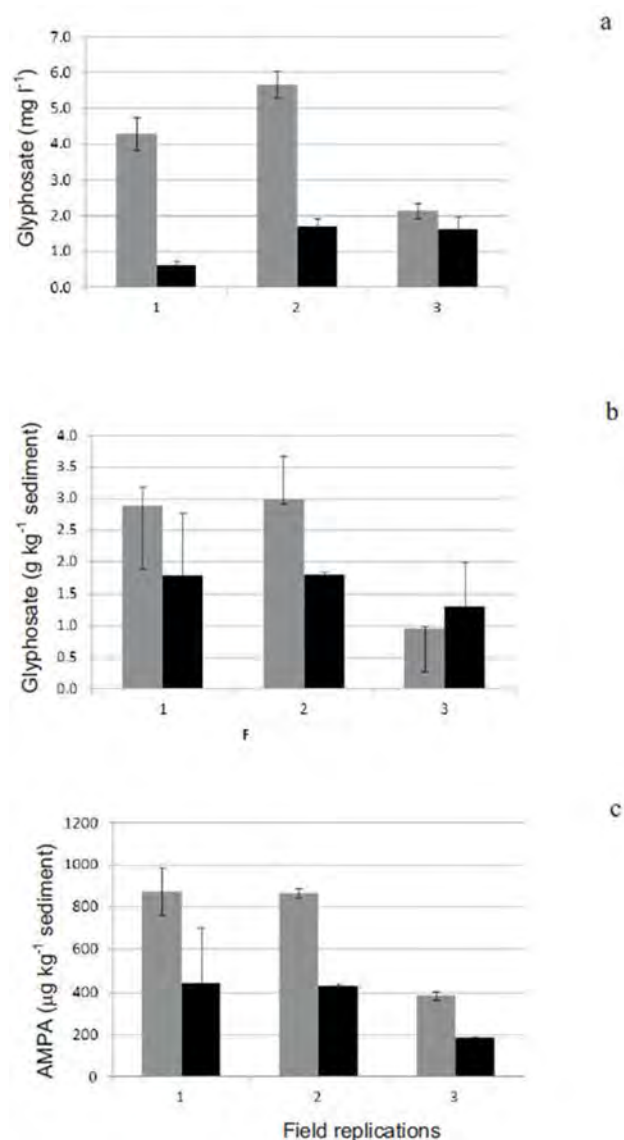 a
7.0
6.0
5.0
4.0
3.0
2.0
1.0
0.0
Glyphosate (mg l⁻¹)
1 2 3
b
4.0
3.5
3.0
2.5
2.0
1.5
1.0
0.5
0.0
Glyphosate (g kg⁻¹ sediment)
1 2 3
F
c
1200
1000
800
600
400
200
0
AMPA (µg kg⁻¹ sediment)
1 2 3
Field replications